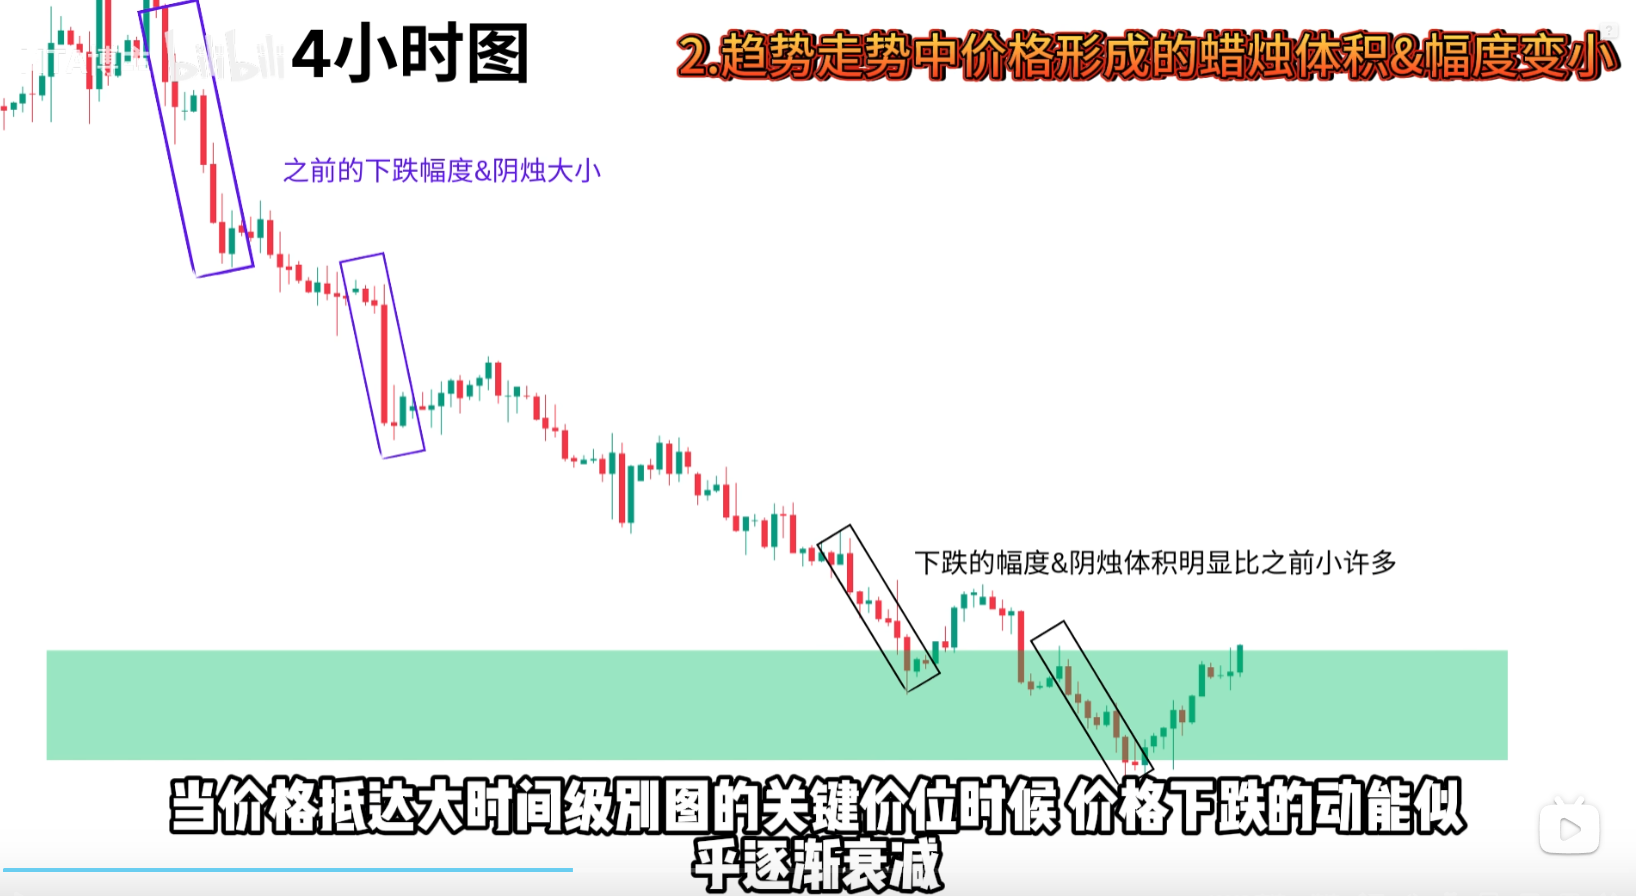 4小时图
2.趋势走势中价格形成的蜡烛体积&幅度变小
之前的下跌幅度&阴烛大小
下跌的幅度&阴烛体积明显比之前小许多
当价格抵达大时间级别图的关键价位时候 价格下跌的动能似
乎逐渐衰减
bilibili